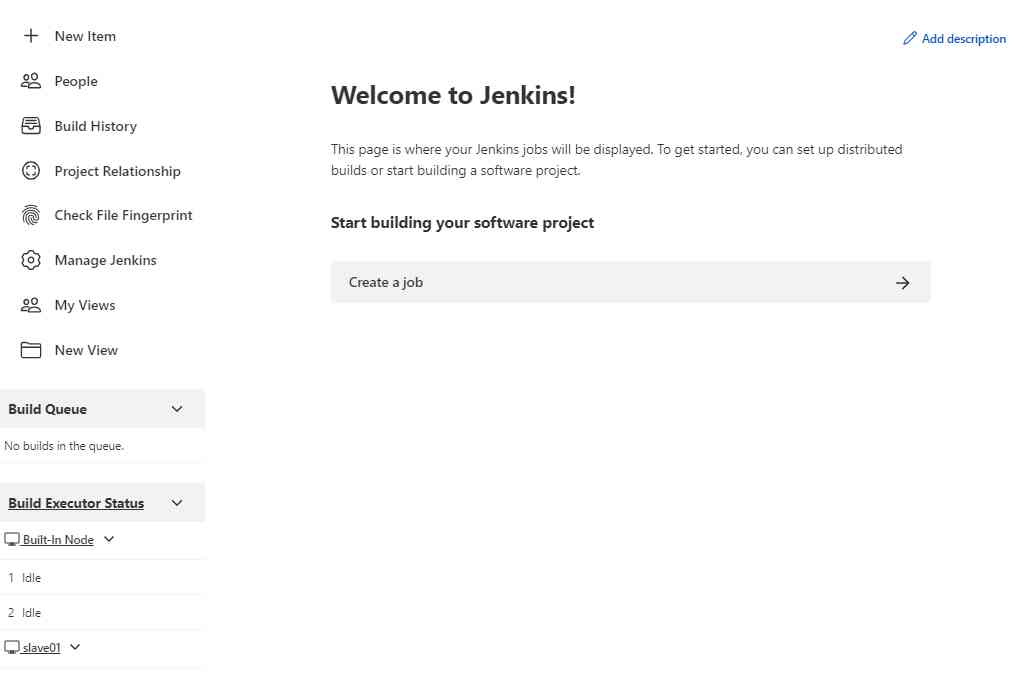 New Item
People
Build History
Project Relationship
Check File Fingerprint
Manage Jenkins
My Views
New View
Build Queue
No builds in the queue.
Build Executor Status
Built-In Node
1 Idle
2 Idle
slave01
Add description
Welcome to Jenkins!
This page is where your Jenkins jobs will be displayed. To get started, you can set up distributed
builds or start building a software project.
Start building your software project
Create a job